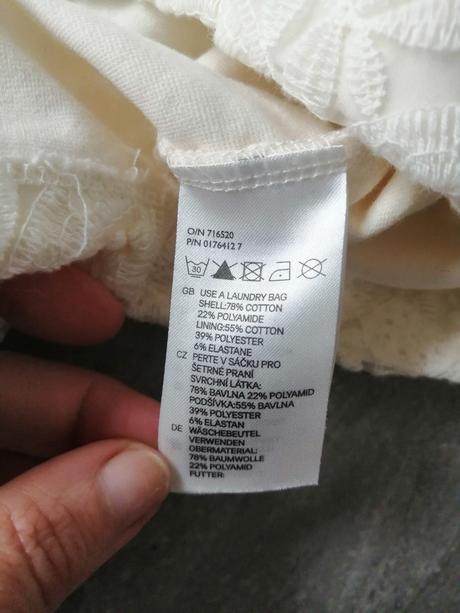 O/N 716520
P/N 0176412 7
30
GB USE A LAUNDRY BAG
SHELL:78% COTTON
22% POLYAMIDE
LINING:55% COTTON
39% POLYESTER
6% ELASTANE
CZ PERTE V SÁČKU PRO
ŠETRNÉ PRANÍ
SVRCHNÍ LÁTKA:
78% BAVLNA 22% POLYAMID
PODŠÍVKA:55% BAVLNA
39% POLYESTER
6% ELASTAN
DE WÄSCHEBEUTEL
VERWENDEN
OBERMATERIAL:
78% BAUMWOLLE
22% POLYAMID
FUTTER: